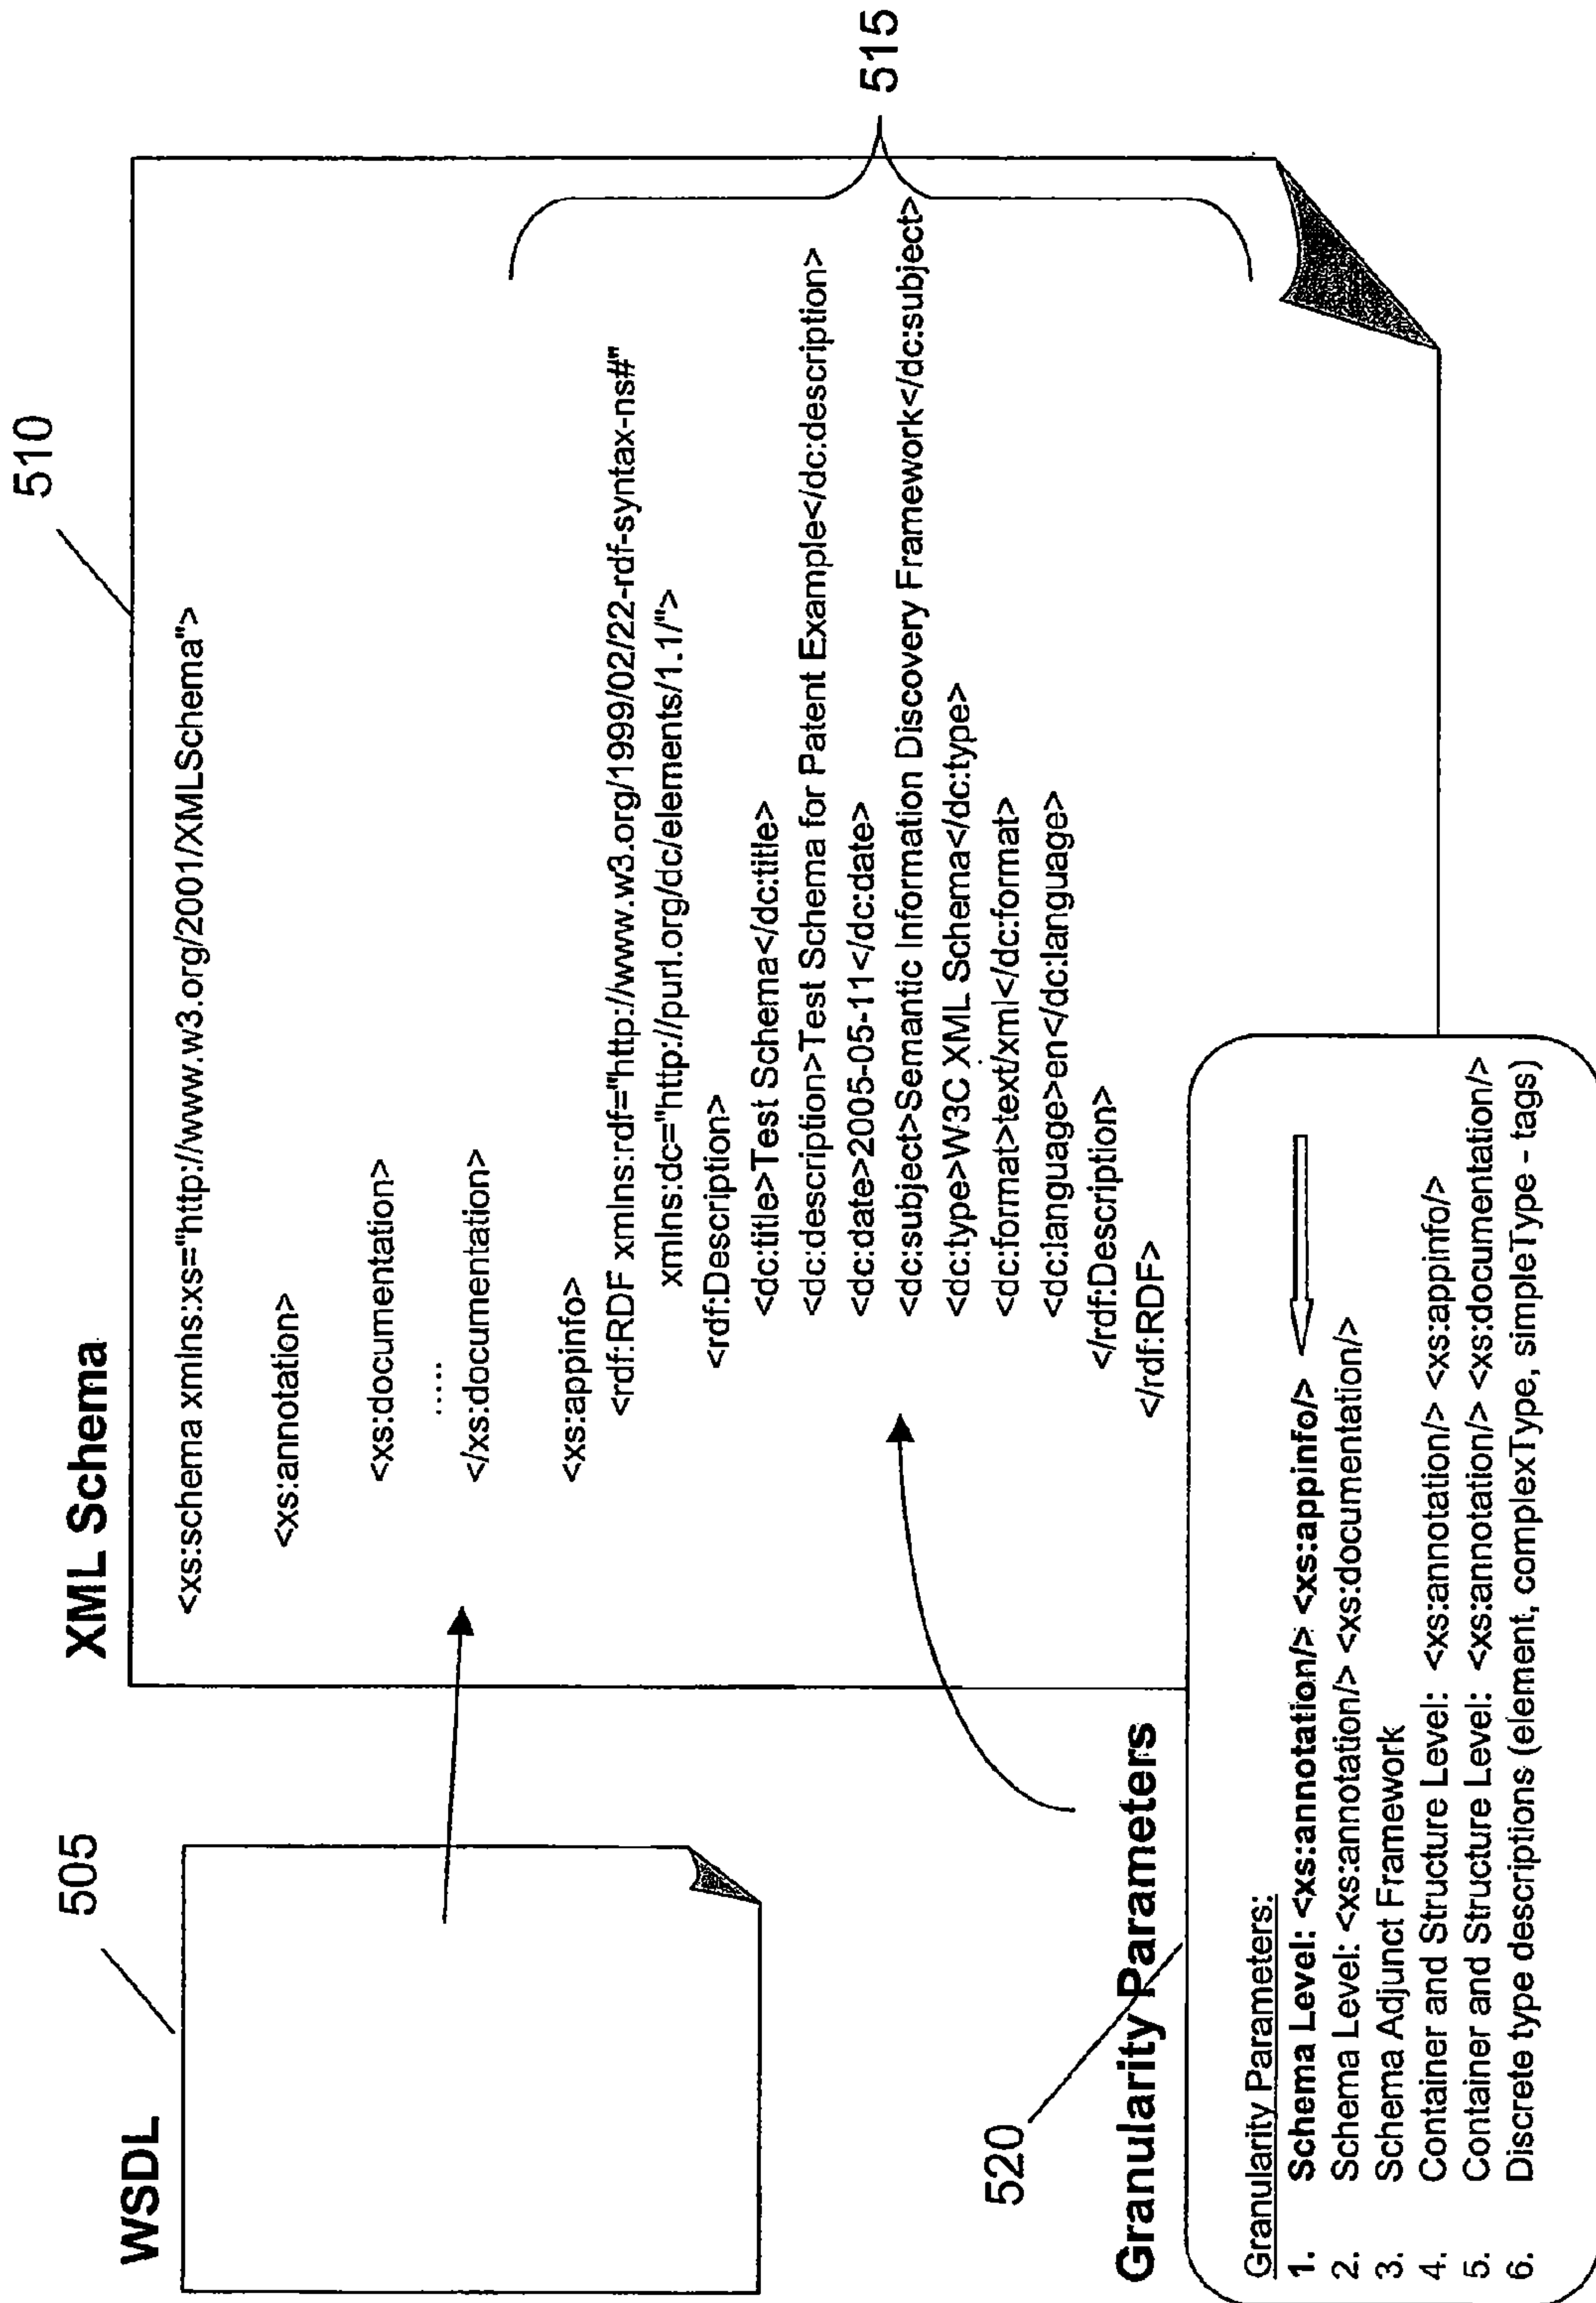 WSDL
505
XML Schema
510
<xs:schema xmlns:xs="http://www.w3.org/2001/XMLSchema">
<xs:annotation>
<xs:documentation>
.....
</xs:documentation>
<xs:appinfo>
<rdf:RDF xmlns:rdf="http://www.w3.org/1999/02/22-rdf-syntax-ns#"
xmlns:dc="http://purl.org/dc/elements/1.1/">
<rdf:Description>
<dc:title>Test Schema</dc:title>
<dc:description>Test Schema for Patent Example</dc:description>
<dc:date>2005-05-11</dc:date>
<dc:subject>Semantic Information Discovery Framework</dc:subject>
<dc:type>W3C XML Schema</dc:type>
<dc:format>text/xml</dc:format>
<dc:language>en</dc:language>
</rdf:Description>
</rdf:RDF>
515
520
Granularity Parameters
Granularity Parameters:
1. Schema Level: <xs:annotation/> <xs:appinfo/>
2. Schema Level: <xs:annotation/> <xs:documentation/>
3. Schema Adjunct Framework
4. Container and Structure Level: <xs:annotation/> <xs:appinfo/>
5. Container and Structure Level: <xs:annotation/> <xs:documentation/>
6. Discrete type descriptions (element, complexType, simpleType - tags)